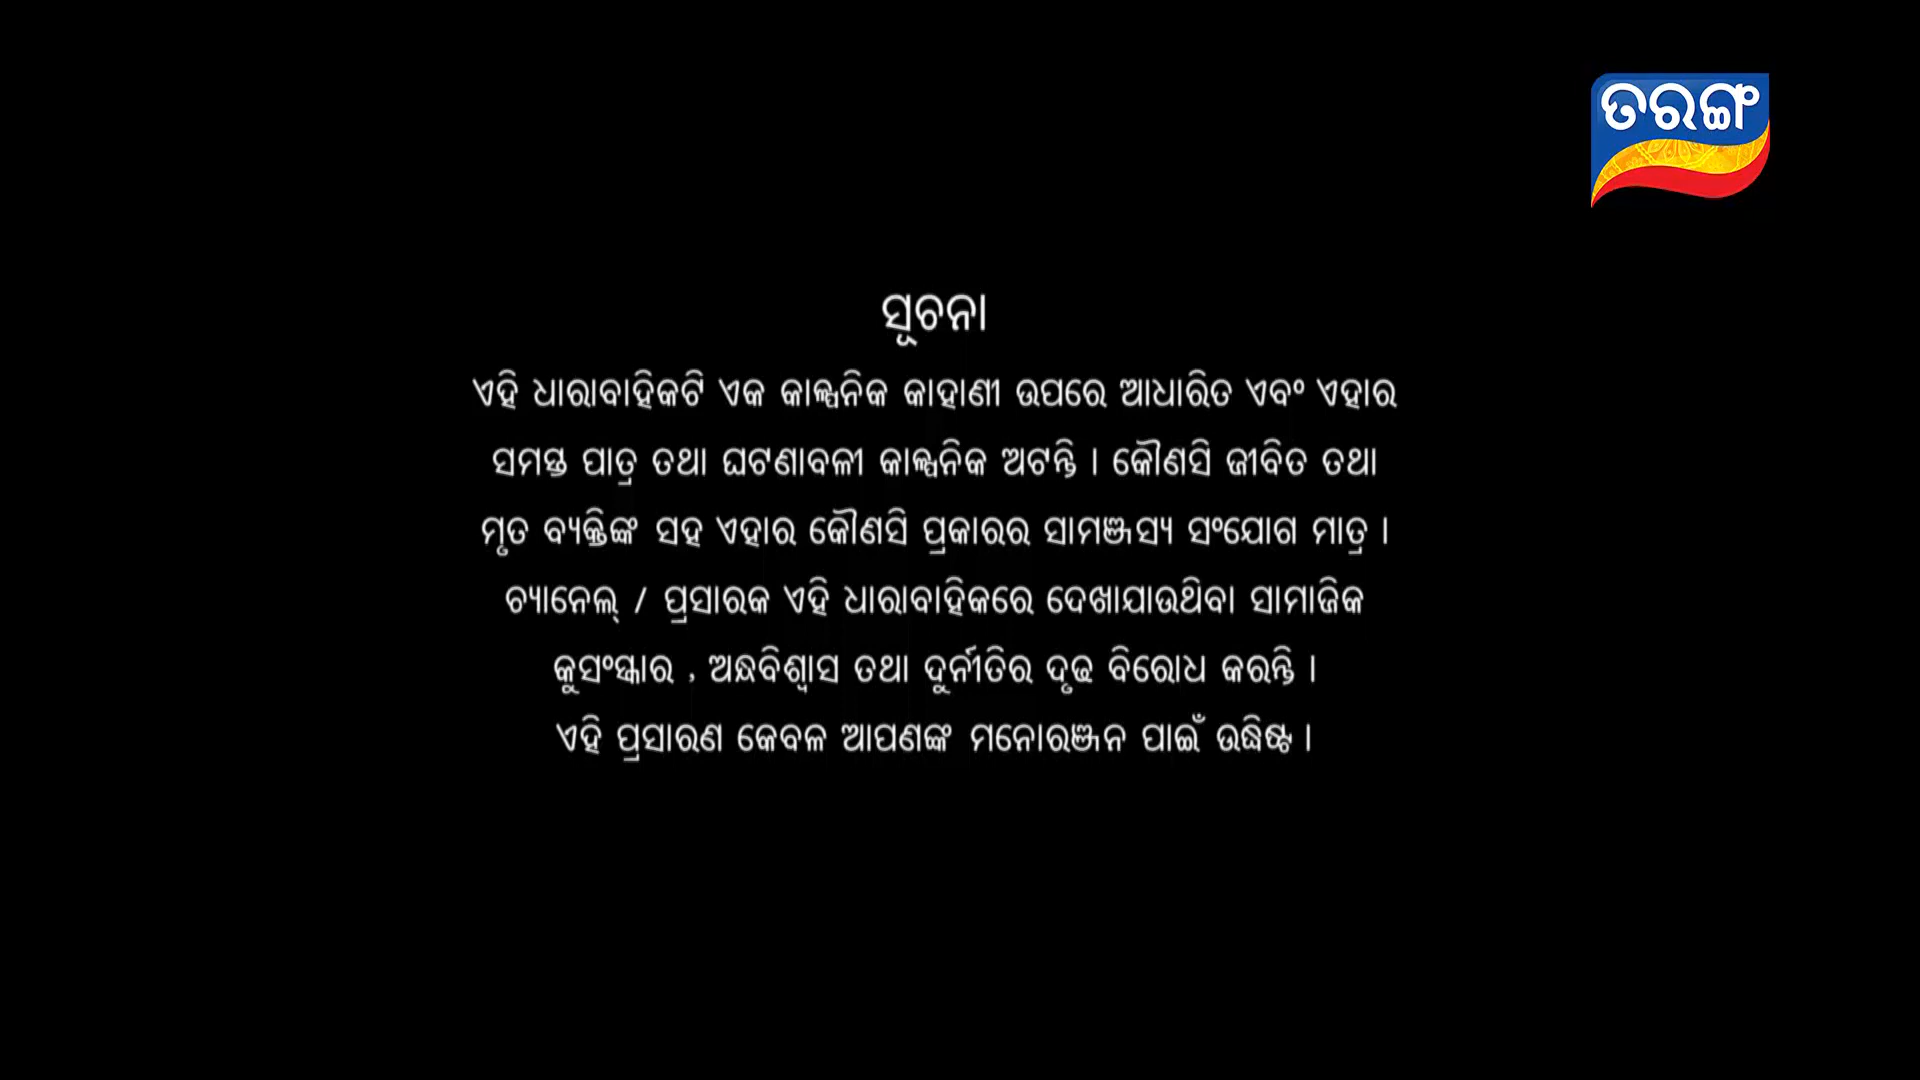 ତରଙ୍ଗ
ସୂଚନା
ଏହି ଧାରାବାହିକଟି ଏକ କାଳ୍ପନିକ କାହାଣୀ ଉପରେ ଆଧାରିତ ଏବଂ ଏହାର
ସମସ୍ତ ପାତ୍ର ତଥା ଘଟଣାବଳୀ କାଳ୍ପନିକ ଅଟନ୍ତି । କୌଣସି ଜୀବିତ ତଥା
ମୃତ ବ୍ୟକ୍ତିଙ୍କ ସହ ଏହାର କୌଣସି ପ୍ରକାରର ସାମଞ୍ଜସ୍ୟ ସଂଯୋଗ ମାତ୍ର ।
ଚ୍ୟାନେଲ୍ / ପ୍ରସାରକ ଏହି ଧାରାବାହିକରେ ଦେଖାଯାଉଥିବା ସାମାଜିକ
କୁସଂସ୍କାର , ଅନ୍ଧବିଶ୍ୱାସ ତଥା ଦୁର୍ନୀତିର ଦୃଢ ବିରୋଧ କରନ୍ତି ।
ଏହି ପ୍ରସାରଣ କେବଳ ଆପଣଙ୍କ ମନୋରଞ୍ଜନ ପାଇଁ ଉଦ୍ଧିଷ୍ଟ ।